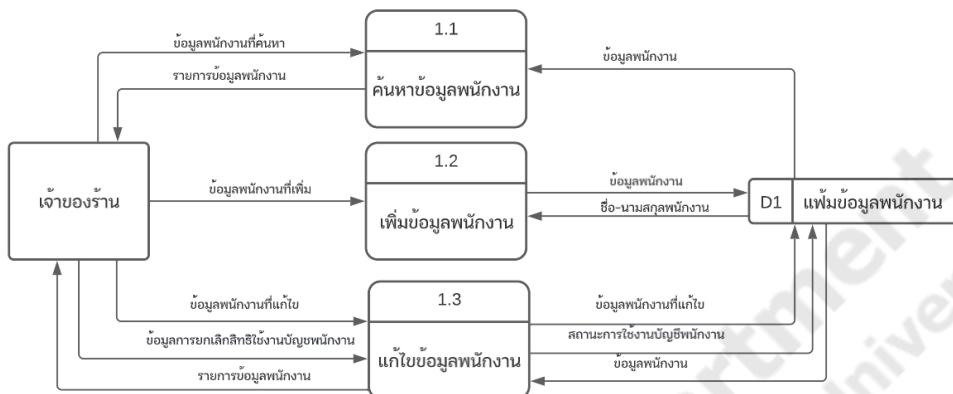 1.1
ข้อมูลพนักงานที่ค้นหา
ข้อมูลพนักงาน
รายการข้อมูลพนักงาน
ค้นหาข้อมูลพนักงาน
1.2
ข้อมูลพนักงานที่เพิ่ม
ข้อมูลพนักงาน
เจ้าของร้าน
D1 แฟ้มข้อมูลพนักงาน
ชื่อ-นามสกุลพนักงาน
เพิ่มข้อมูลพนักงาน
1.3
ข้อมูลพนักงานที่แก้ไข
ข้อมูลพนักงานที่แก้ไข
ข้อมูลการยกเลิกสิทธิใช้งานบัญชพนักงาน
สถานะการใช้งานบัญชีพนักงาน
แก้ไขข้อมูลพนักงาน
ข้อมูลพนักงาน
รายการข้อมูลพนักงาน